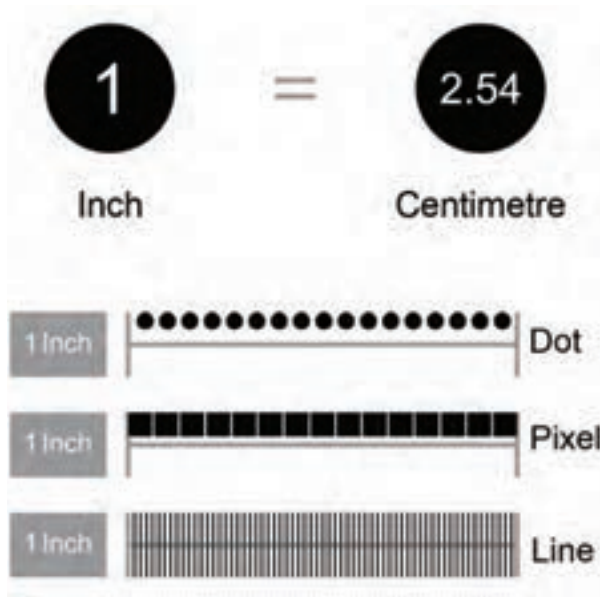 1 = 2.54
Inch Centimetre
1 Inch Dot
1 Inch Pixel
1 Inch Line